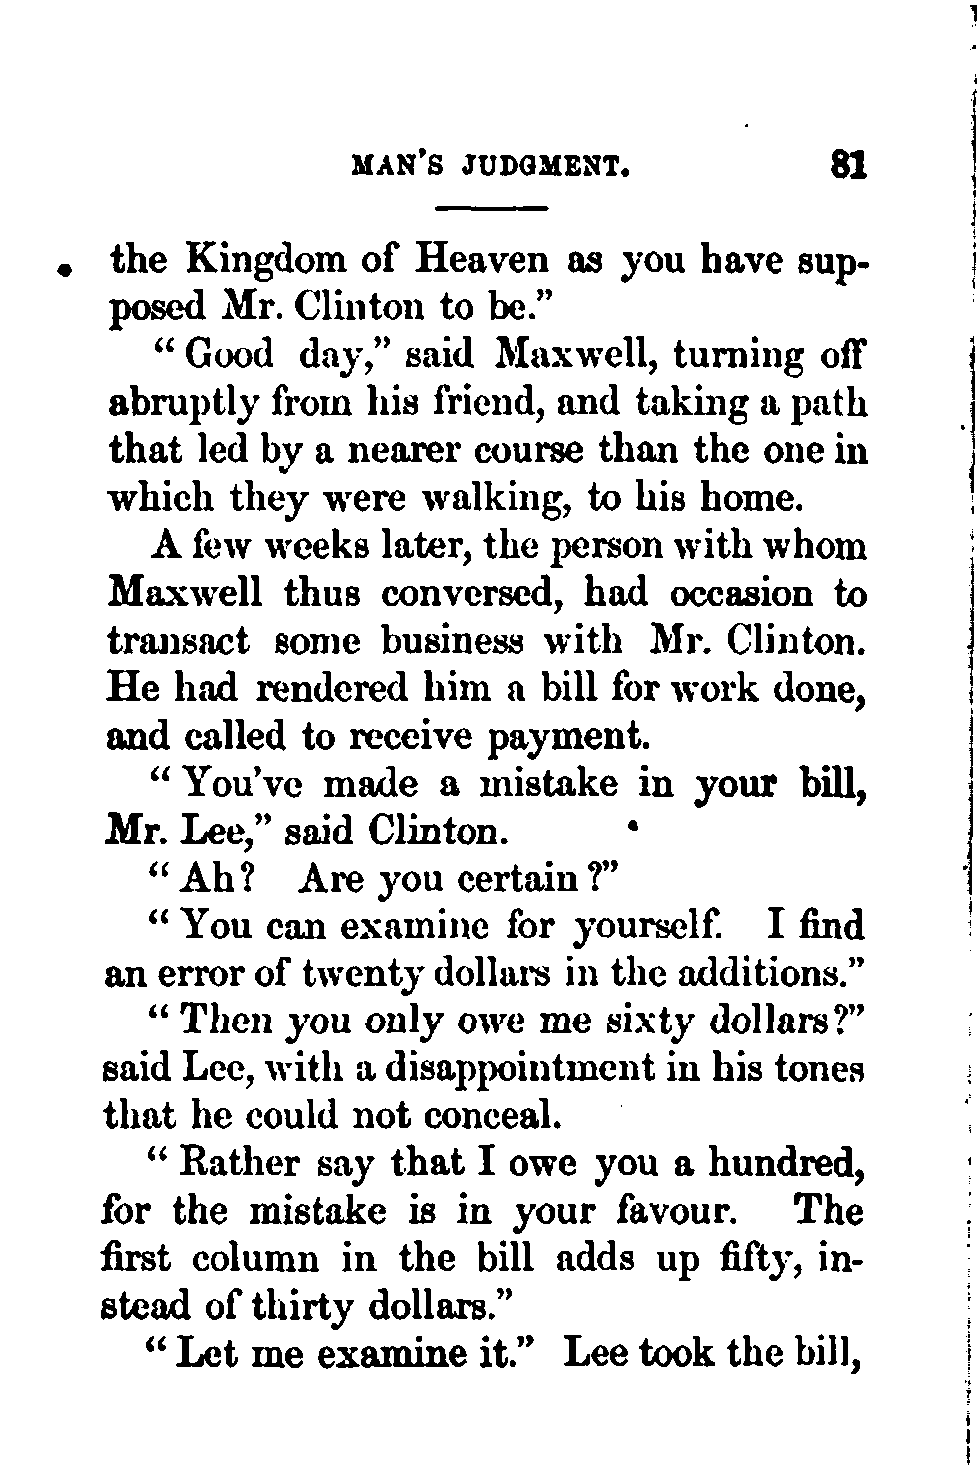 MAN'S JUDGMENT. 81
the Kingdom of Heaven as you have sup-
posed Mr. Clinton to be."
"Good day," said Maxwell, turning off
abruptly from his friend, and taking a path
that led by a nearer course than the one in
which they were walking, to his home.
A few weeks later, the person with whom
Maxwell thus conversed, had occasion to
transact some business with Mr. Clinton.
He had rendered him a bill for work done,
and called to receive payment.
"You've made a mistake in your bill,
Mr. Lee," said Clinton.
"Ah? Are you certain?"
"You can examine for yourself. I find
an error of twenty dollars in the additions."
"Then you only owe me sixty dollars?"
said Lee, with a disappointment in his tones
that he could not conceal.
"Rather say that I owe you a hundred,
for the mistake is in your favour. The
first column in the bill adds up fifty, in-
stead of thirty dollars."
"Let me examine it." Lee took the bill,